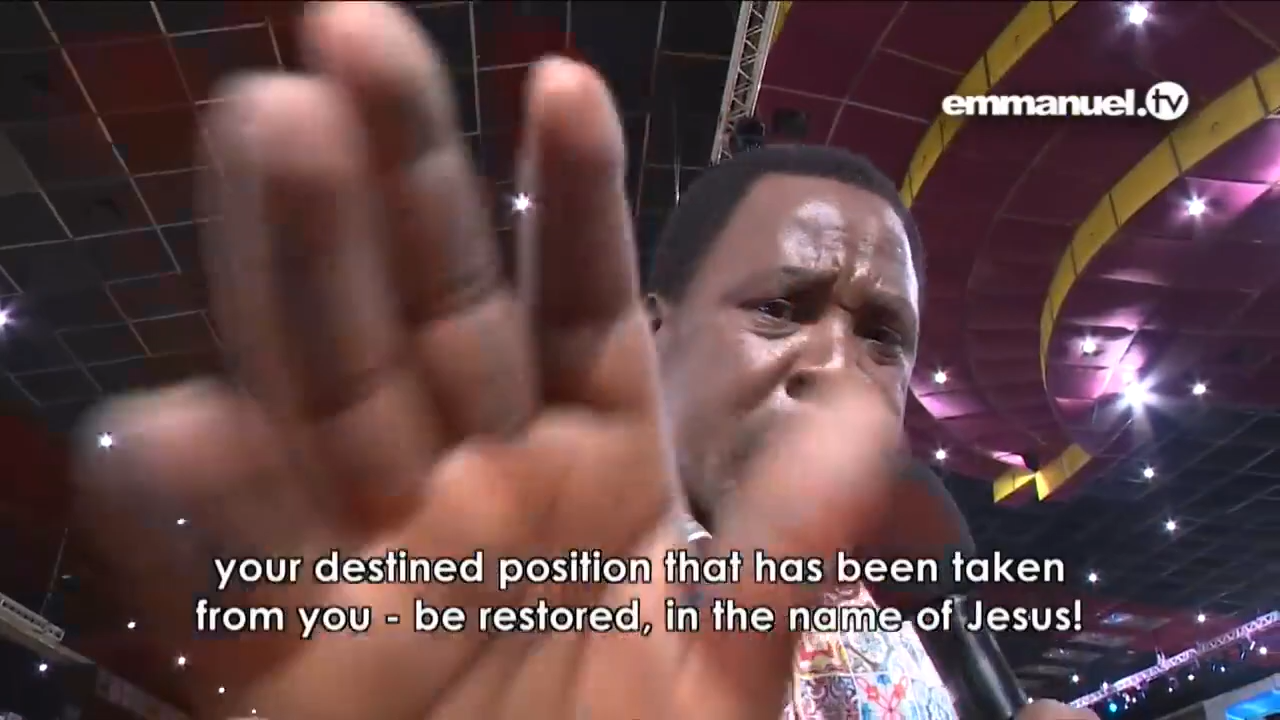 emmanuel.tv
your destined position that has been taken
from you - be restored, in the name of Jesus!